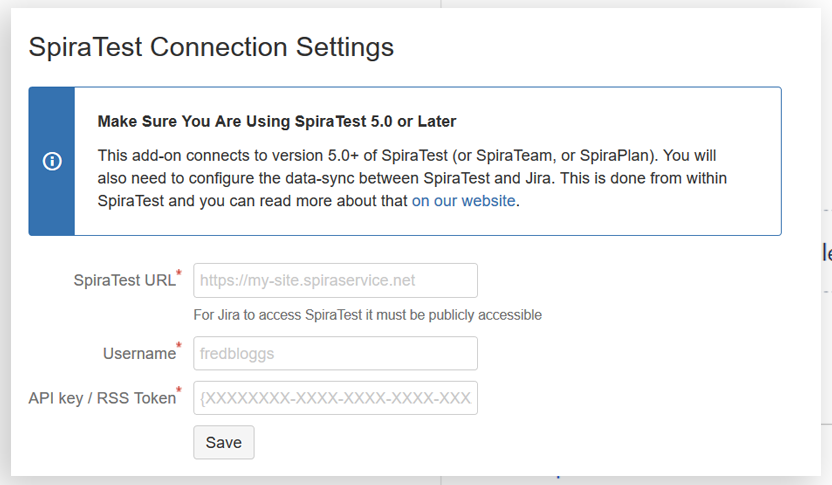 SpiraTest Connection Settings
Make Sure You Are Using SpiraTest 5.0 or Later
This add-on connects to version 5.0+ of SpiraTest (or SpiraTeam, or SpiraPlan). You will
also need to configure the data-sync between SpiraTest and Jira. This is done from within
SpiraTest and you can read more about that on our website.
SpiraTest URL* https://my-site.spiraservice.net
For Jira to access SpiraTest it must be publicly accessible
Username* fredbloggs
API key / RSS Token* {XXXXXXXX-XXXX-XXXX-XXXX-XXX
Save